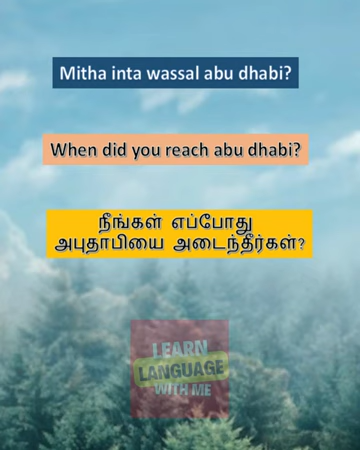 Mitha inta wassal abu dhabi?
When did you reach abu dhabi?
நீங்கள் எப்போது
அபுதாபியை அடைந்தீர்கள்?
LEARN
LANGUAGE
WITH ME